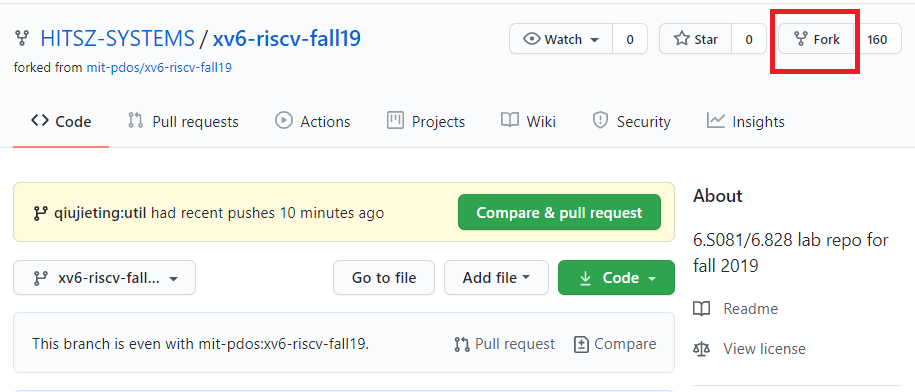 HITSZ-SYSTEMS / xv6-riscv-fall19
Watch 0 Star 0 Fork 160
forked from mit-pdos/xv6-riscv-fall19
Code Pull requests Actions Projects Wiki Security Insights
qiujieting:util had recent pushes 10 minutes ago Compare & pull request
xv6-riscv-fall... Go to file Add file Code
This branch is even with mit-pdos:xv6-riscv-fall19. Pull request Compare
About
6.S081/6.828 lab repo for
fall 2019
Readme
View license